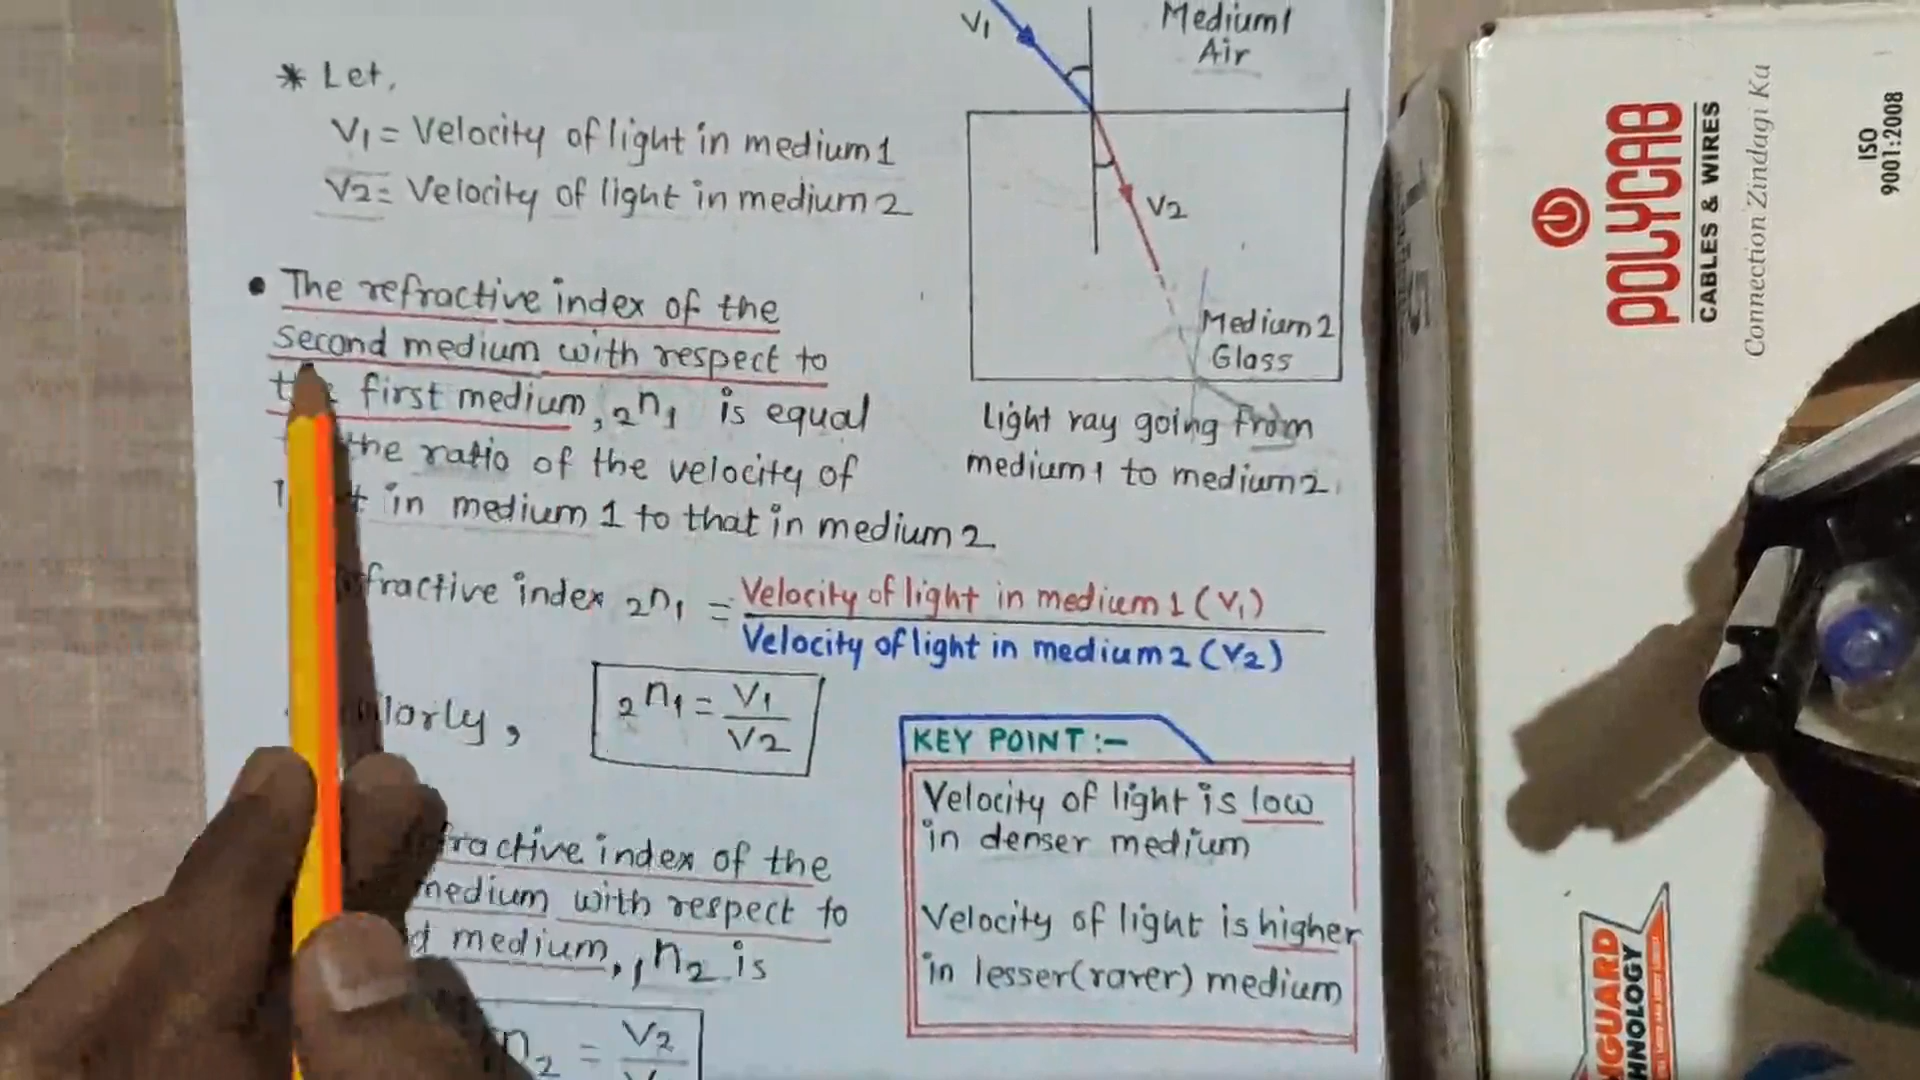 * Let,
V1 = Velocity of light in medium 1
V2 = Velocity of light in medium 2
• The refractive index of the
second medium with respect to
first medium, 2n1 is equal
the ratio of the velocity of
in medium 1 to that in medium 2
index 2n1 = Velocity of light in medium 1 (V1)
Velocity of light in medium 2 (V2)
2n1 = V1
V2
index of the
medium with respect to
medium, 1n2 is
n2 = V2
V1
Medium 1
Air
V2
Medium 2
Glass
Light ray going from
medium 1 to medium 2.
KEY POINT :-
Velocity of light is low
in denser medium
Velocity of light is higher
in lesser (rarer) medium
POLYCAB
CABLES & WIRES
Connection Zindagi Ka
ISO
9001:2008